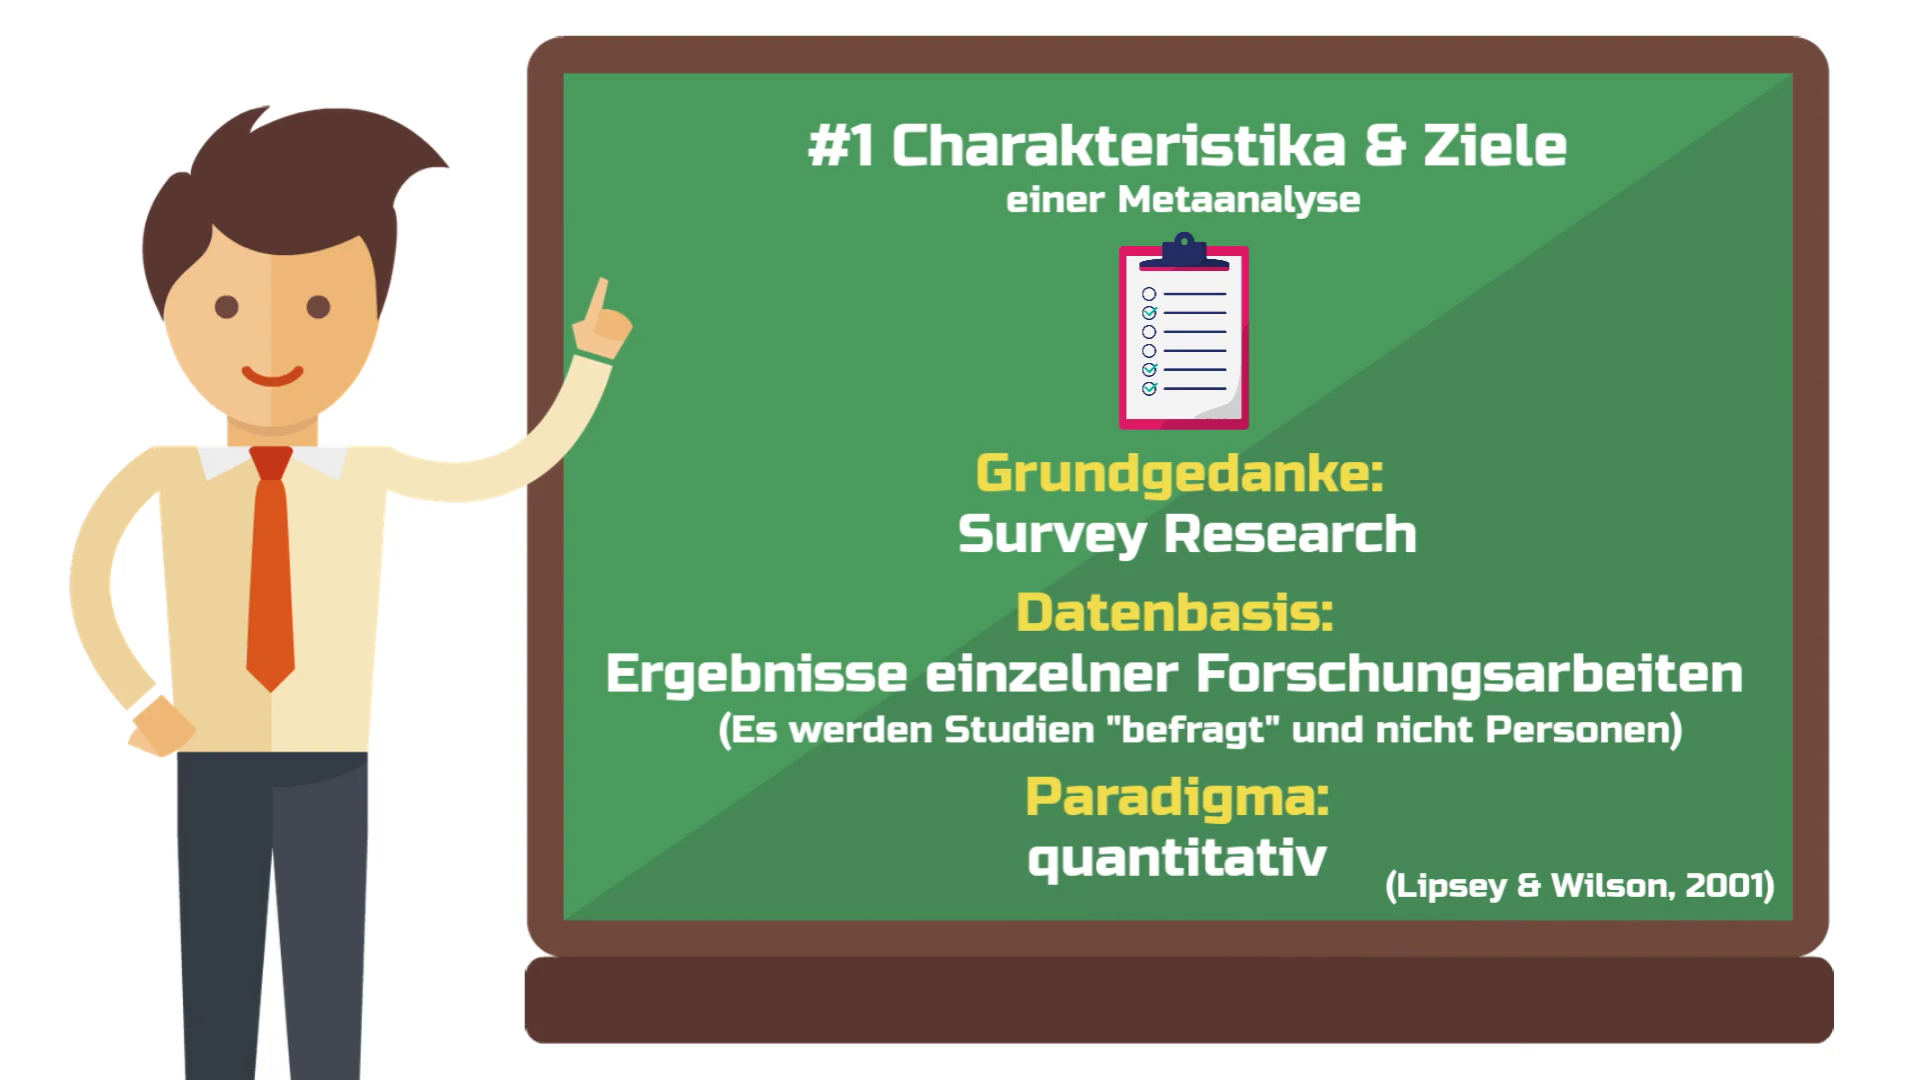 #1 Charakteristika & Ziele
einer Metaanalyse
Grundgedanke:
Survey Research
Datenbasis:
Ergebnisse einzelner Forschungsarbeiten
(Es werden Studien "befragt" und nicht Personen)
Paradigma:
quantitativ
(Lipsey & Wilson, 2001)